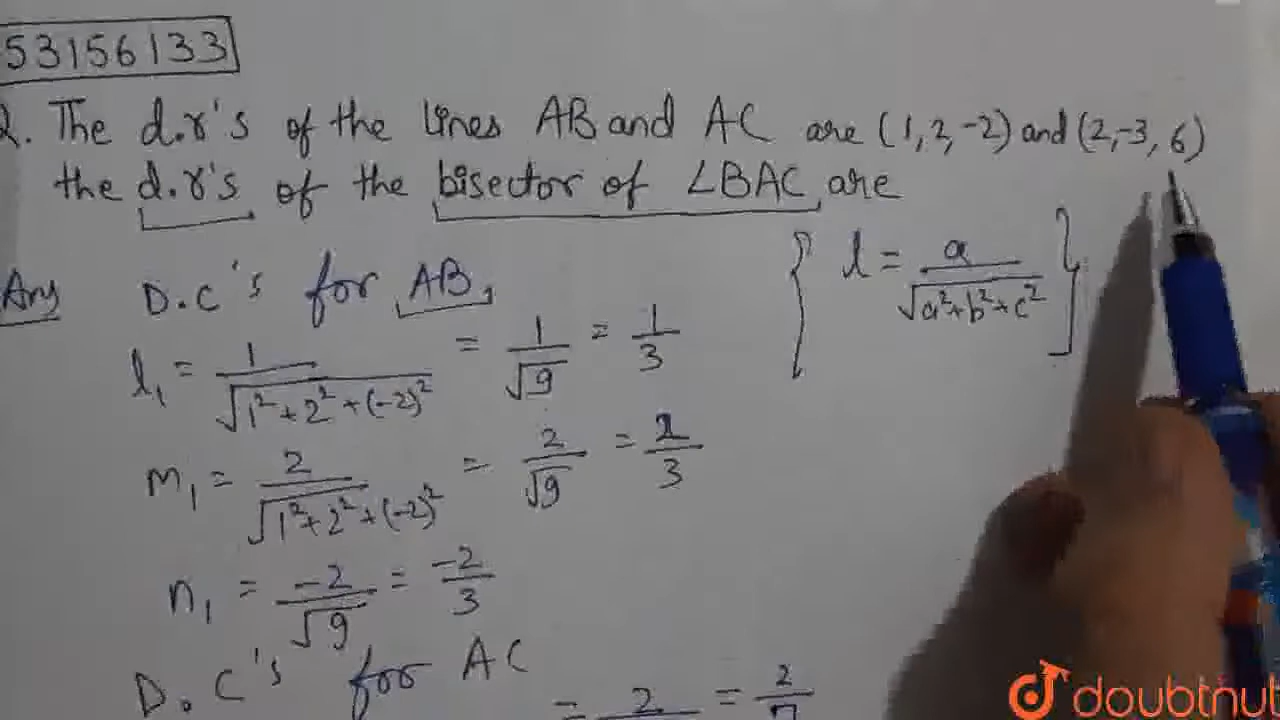 53156133
Q. The d.r's of the lines AB and AC are (1, 2, -2) and (2, -3, 6)
the d.r's of the bisector of ∠BAC are
Ans D.C's for AB,
{ l = a/√(a²+b²+c²) }
l₁ = 1/√(1²+2²+(-2)²) = 1/√9 = 1/3
m₁ = 2/√(1²+2²+(-2)²) = 2/√9 = 2/3
n₁ = -2/√9 = -2/3
D.C's for AC
= 2 = 2/7
doubtnut